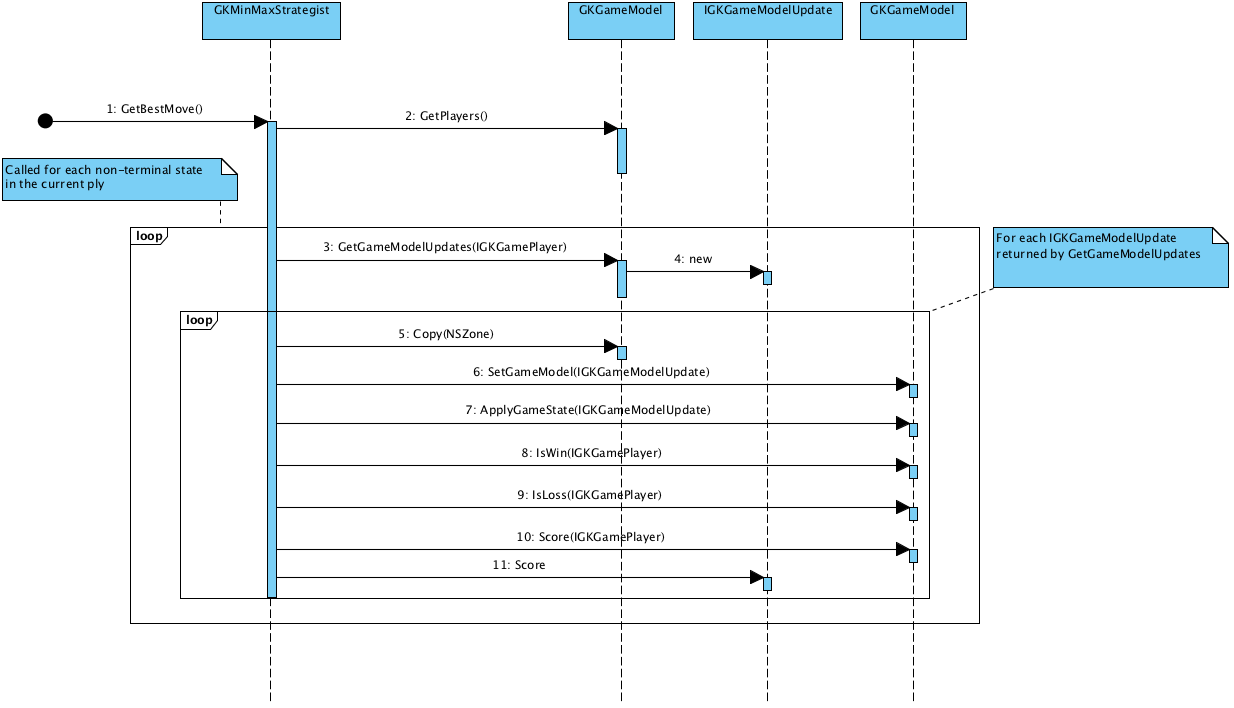 GKMinMaxStrategist
GKGameModel
IGKGameModelUpdate
GKGameModel
1: GetBestMove()
2: GetPlayers()
Called for each non-terminal state
in the current ply
loop
3: GetGameModelUpdates(IGKGamePlayer)
4: new
For each IGKGameModelUpdate
returned by GetGameModelUpdates
loop
5: Copy(NSZone)
6: SetGameModel(IGKGameModelUpdate)
7: ApplyGameState(IGKGameModelUpdate)
8: IsWin(IGKGamePlayer)
9: IsLoss(IGKGamePlayer)
10: Score(IGKGamePlayer)
11: Score